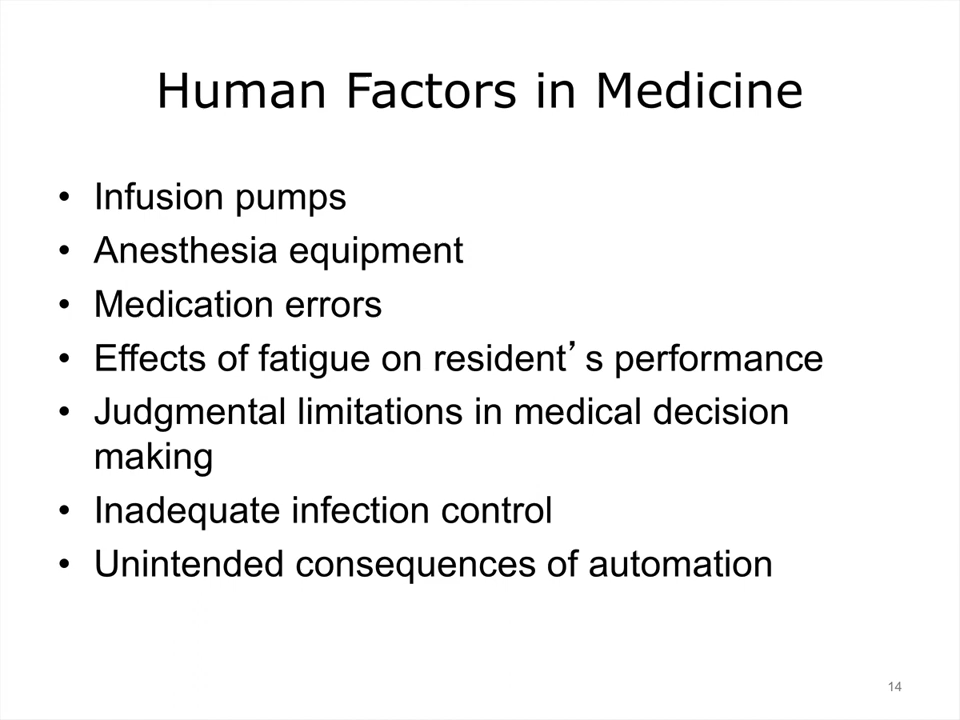 Human Factors in Medicine
• Infusion pumps
• Anesthesia equipment
• Medication errors
• Effects of fatigue on resident’s performance
• Judgmental limitations in medical decision
making
• Inadequate infection control
• Unintended consequences of automation
14